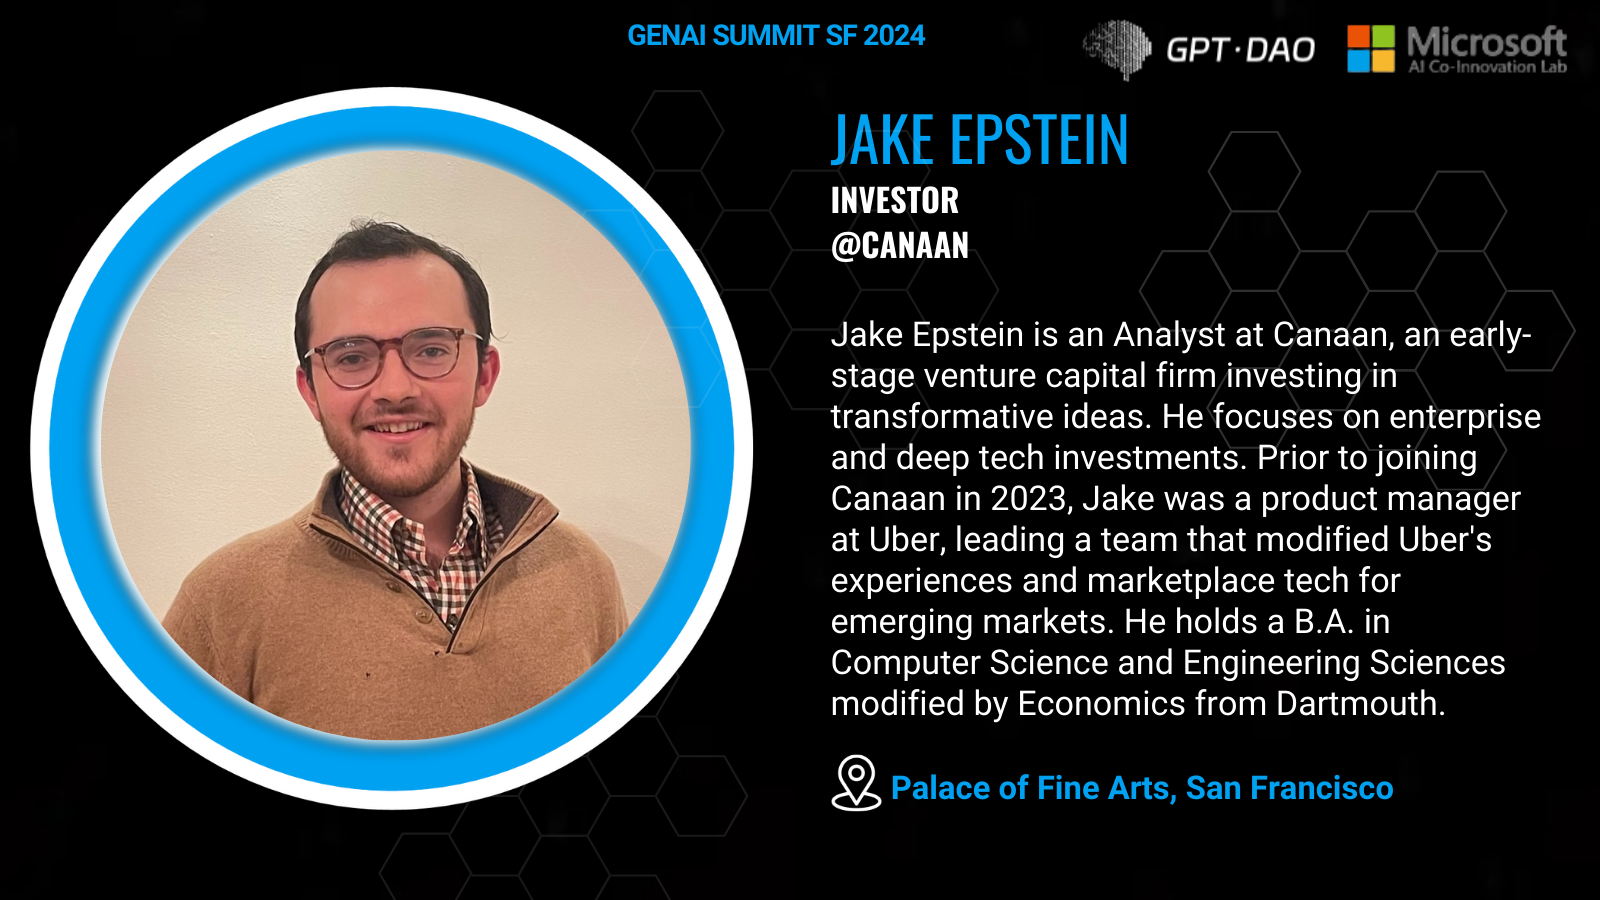 GENAI SUMMIT SF 2024
GPT·DAO
Microsoft
AI Co-Innovation Lab
JAKE EPSTEIN
INVESTOR
@CANAAN
Jake Epstein is an Analyst at Canaan, an early-
stage venture capital firm investing in
transformative ideas. He focuses on enterprise
and deep tech investments. Prior to joining
Canaan in 2023, Jake was a product manager
at Uber, leading a team that modified Uber's
experiences and marketplace tech for
emerging markets. He holds a B.A. in
Computer Science and Engineering Sciences
modified by Economics from Dartmouth.
Palace of Fine Arts, San Francisco